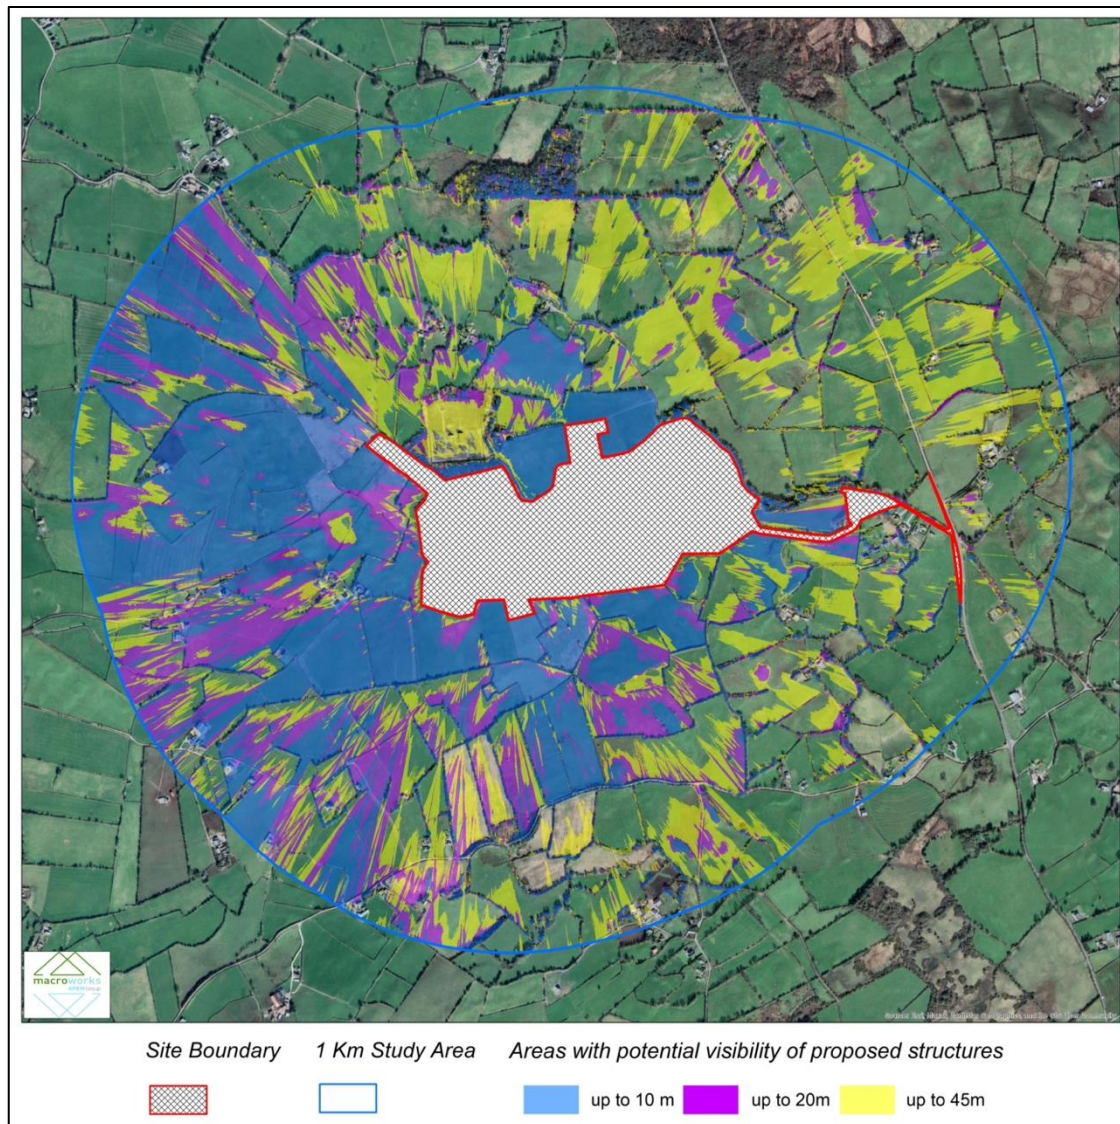 macroworks
Site Boundary
1 Km Study Area
Areas with potential visibility of proposed structures
up to 10 m
up to 20m
up to 45m